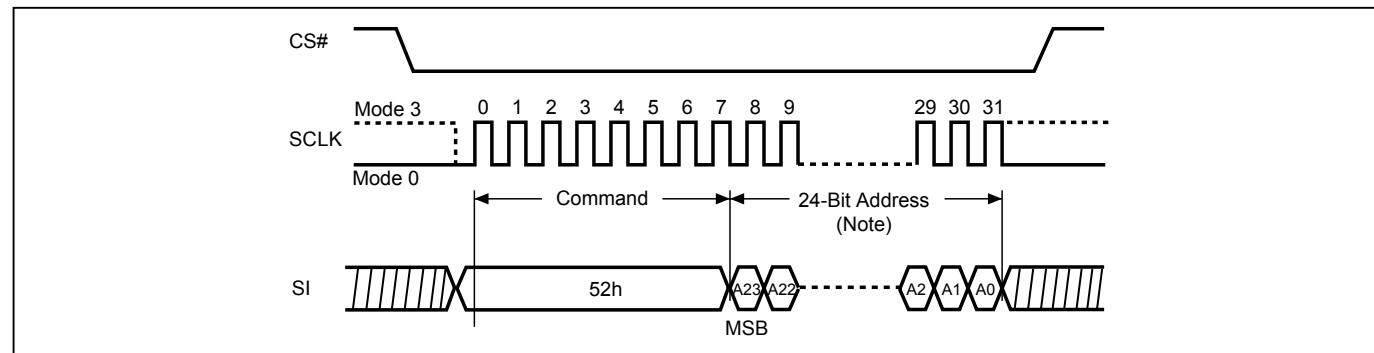 CS#
Mode 3
0 1 2 3 4 5 6 7 8 9 29 30 31
SCLK
Mode 0
Command
24-Bit Address
(Note)
SI
52h
A23 A22 A2 A1 A0
MSB